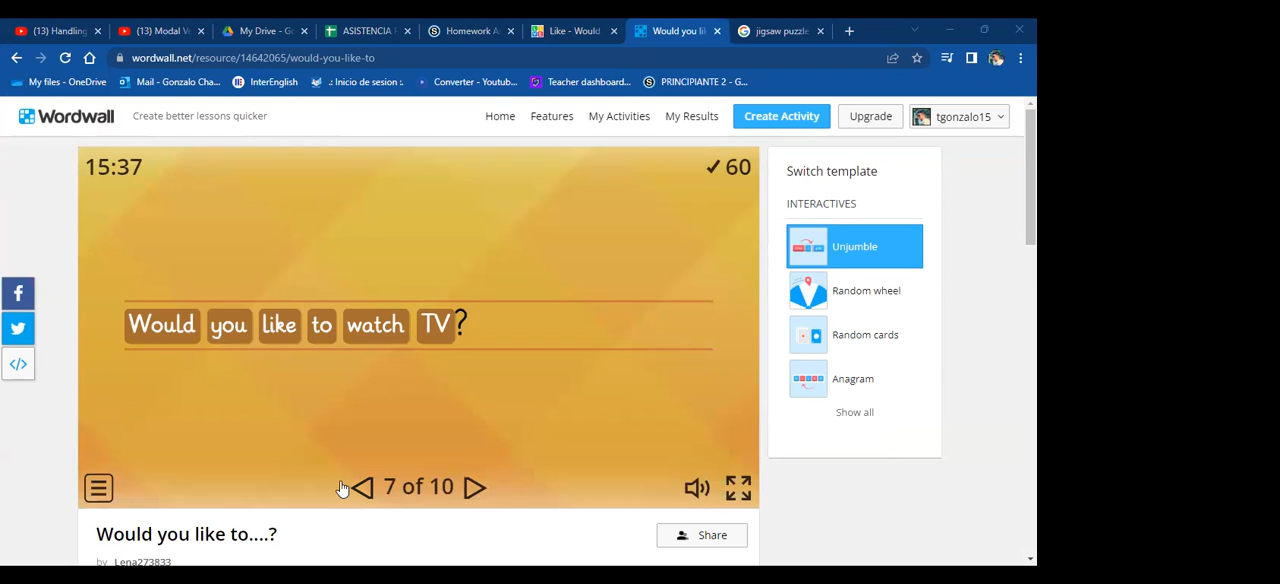 (13) Handling
(13) Modal V
My Drive - Go
ASISTENCIA
Homework A
Like - Would
Would you li
jigsaw puzzle
wordwall.net/resource/14642065/would-you-like-to
My files - OneDrive
Mail - Gonzalo Cha...
InterEnglish
.: Inicio de sesion :.
Converter - Youtub...
Teacher dashboard...
PRINCIPIANTE 2 - G...
Wordwall
Create better lessons quicker
Home
Features
My Activities
My Results
Create Activity
Upgrade
tgonzalo15
15:37
✓ 60
Would you like to watch TV?
7 of 10
Switch template
INTERACTIVES
Unjumble
Random wheel
Random cards
Anagram
Show all
Would you like to....?
Share
by Lena273833